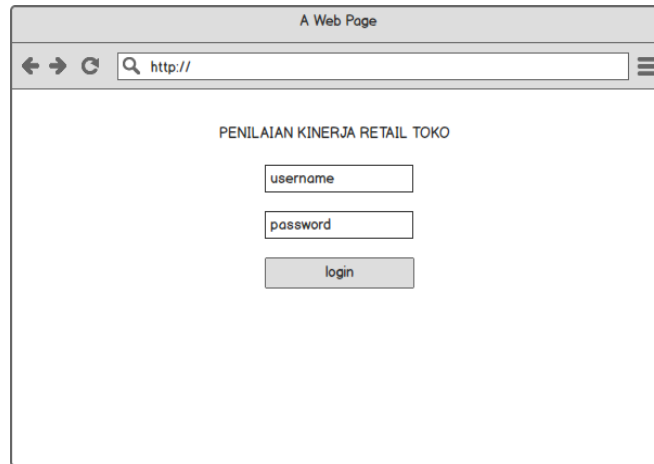 A Web Page
http://
PENILAIAN KINERJA RETAIL TOKO
username
password
login